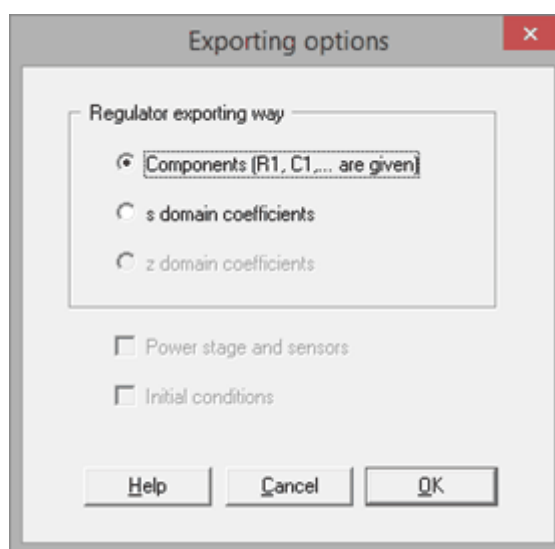 Exporting options
Regulator exporting way
Components (R1, C1,... are given)
s domain coefficients
z domain coefficients
Power stage and sensors
Initial conditions
Help Cancel OK